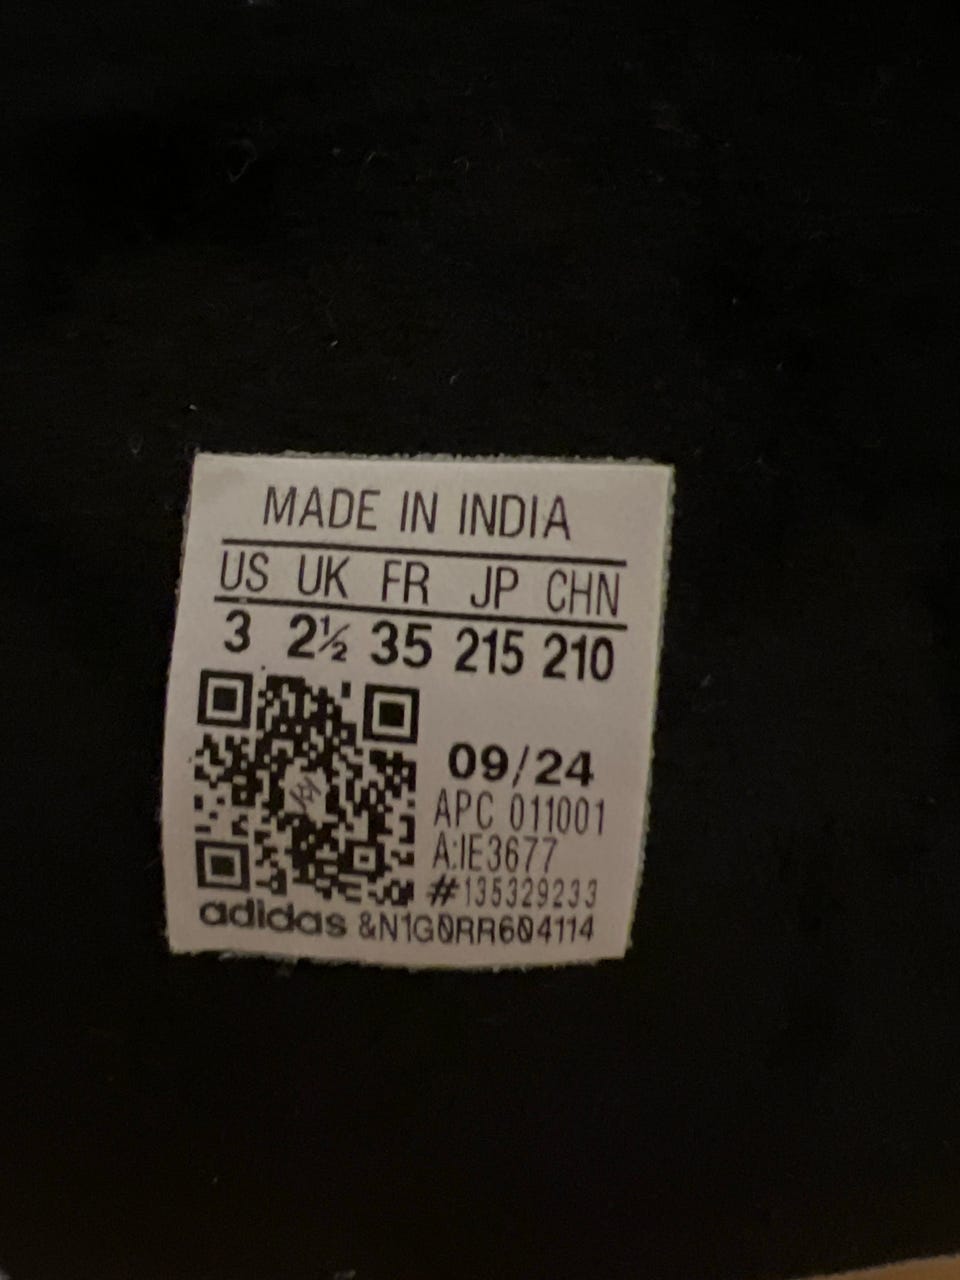 MADE IN INDIA
US UK FR JP CHN
3 2½ 35 215 210
09/24
APC 011001
A:IE3677
#135329233
adidas &N1G0RR604114